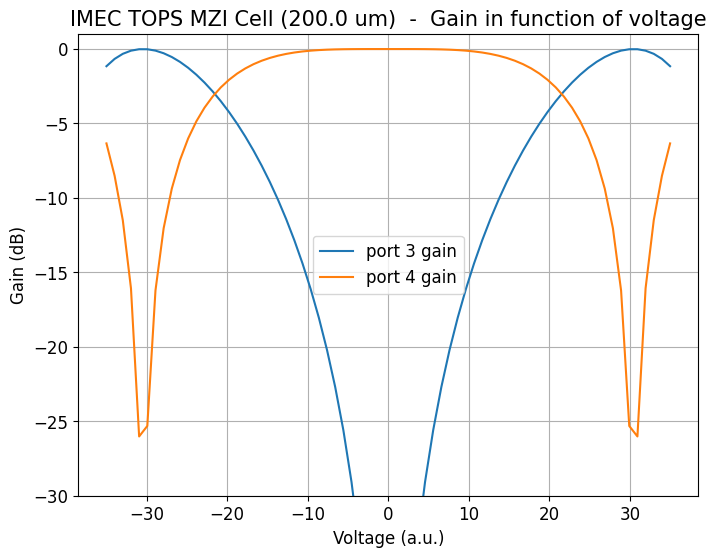 IMEC TOPS MZI Cell (200.0 um)  -  Gain in function of voltage
Gain (dB)
0
−5
−10
−15
−20
−25
−30
port 3 gain
port 4 gain
−30
−20
−10
0
10
20
30
Voltage (a.u.)